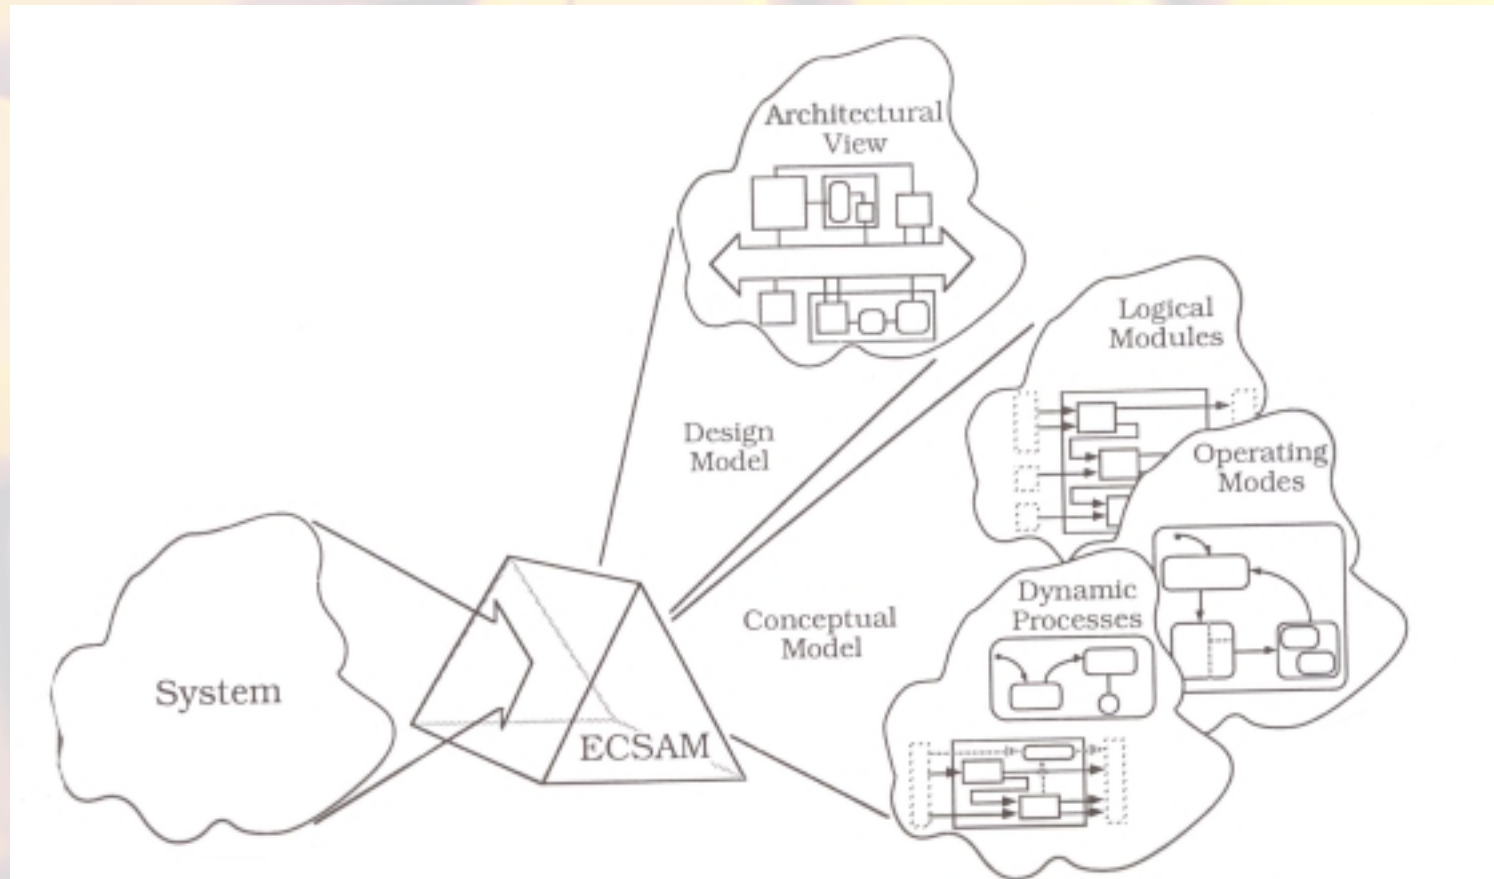 Architectural
View
Logical
Modules
Design
Model
Operating
Modes
Dynamic
Processes
Conceptual
Model
System
ECSAM